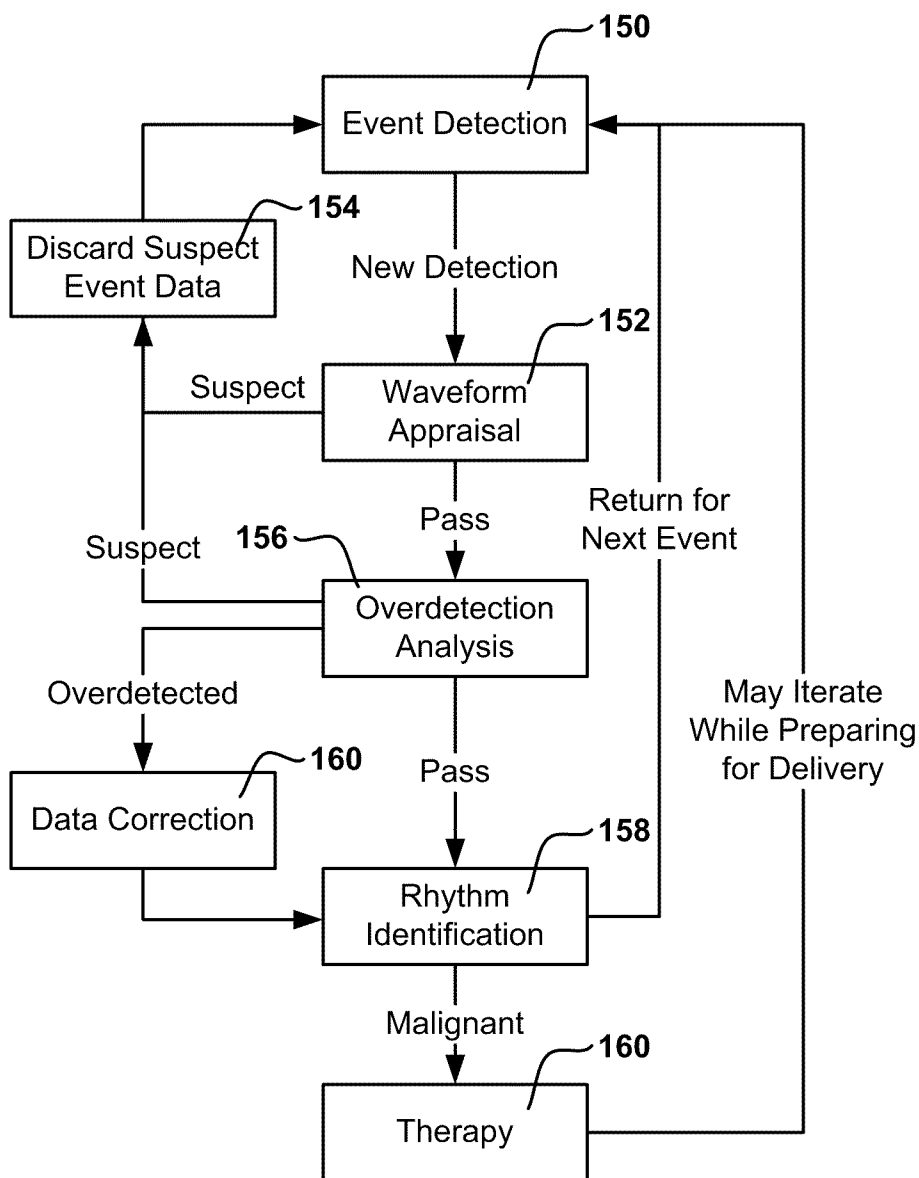 150
Event Detection
154
Discard Suspect
Event Data
New Detection
152
Suspect
Waveform
Appraisal
Return for
Next Event
Pass
156
Suspect
Overdetection
Analysis
Overdetected
May Iterate
While Preparing
for Delivery
160
Pass
Data Correction
158
Rhythm
Identification
Malignant
160
Therapy